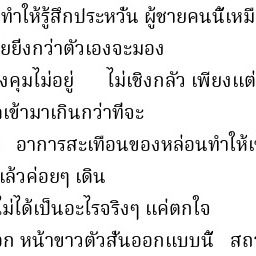 ทำให้รู้สึกประหวั่น ผู้ชายคนนี้เหมื
ยยิ่งกว่าตัวเองจะมอง
งคุมไม่อยู่ ไม่เชิงกลัว เพียงแต่
เข้ามาเกินกว่าที่จะ
อาการสะเทือนของหล่อนทำให้เ
แล้วค่อยๆ เดิน
ไม่ได้เป็นอะไรจริงๆ แค่ตกใจ
อก หน้าขาวตัวสั่นออกแบบนี้ สถ